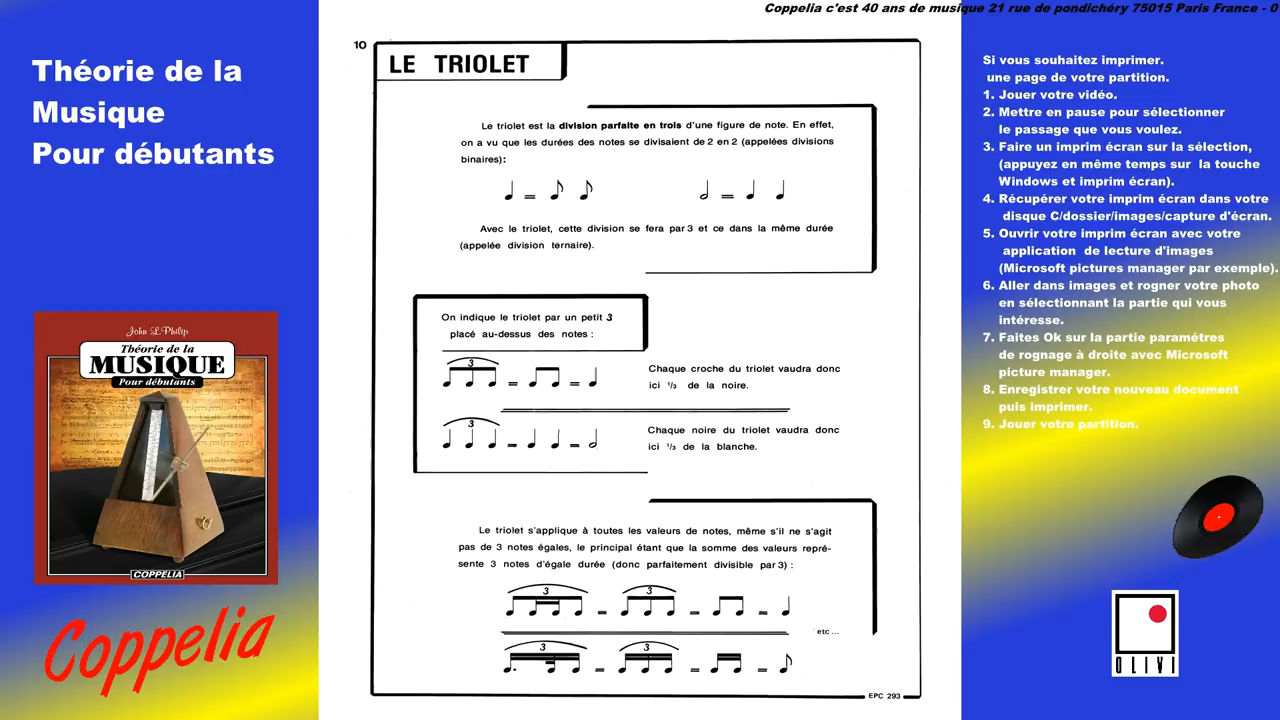 Coppelia c'est 40 ans de musique 21 rue de pondichéry 75015 Paris France - 0
Théorie de la
Musique
Pour débutants
John L. Philip
Théorie de la
MUSIQUE
Pour débutants
COPPELIA
Coppelia
10
LE TRIOLET
Le triolet est la division parfaite en trois d'une figure de note. En effet,
on a vu que les durées des notes se divisaient de 2 en 2 (appelées divisions
binaires):
Avec le triolet, cette division se fera par 3 et ce dans la même durée
(appelée division ternaire).
On indique le triolet par un petit 3
placé au-dessus des notes :
3
Chaque croche du triolet vaudra donc
ici 1/3 de la noire.
3
Chaque noire du triolet vaudra donc
ici 1/3 de la blanche.
Le triolet s'applique à toutes les valeurs de notes, même s'il ne s'agit
pas de 3 notes égales, le principal étant que la somme des valeurs repré-
sente 3 notes d'égale durée (donc parfaitement divisible par 3) :
3 3
etc ...
3 3
EPC 293
Si vous souhaitez imprimer.
une page de votre partition.
1. Jouer votre vidéo.
2. Mettre en pause pour sélectionner
le passage que vous voulez.
3. Faire un imprim écran sur la sélection,
(appuyez en même temps sur la touche
Windows et imprim écran).
4. Récupérer votre imprim écran dans votre
disque C/dossier/images/capture d'écran.
5. Ouvrir votre imprim écran avec votre
application de lecture d'images
(Microsoft pictures manager par exemple).
6. Aller dans images et rogner votre photo
en sélectionnant la partie qui vous
intéresse.
7. Faites Ok sur la partie paramétres
de rognage à droite avec Microsoft
picture manager.
8. Enregistrer votre nouveau document
puis imprimer.
9. Jouer votre partition.
OLIVI